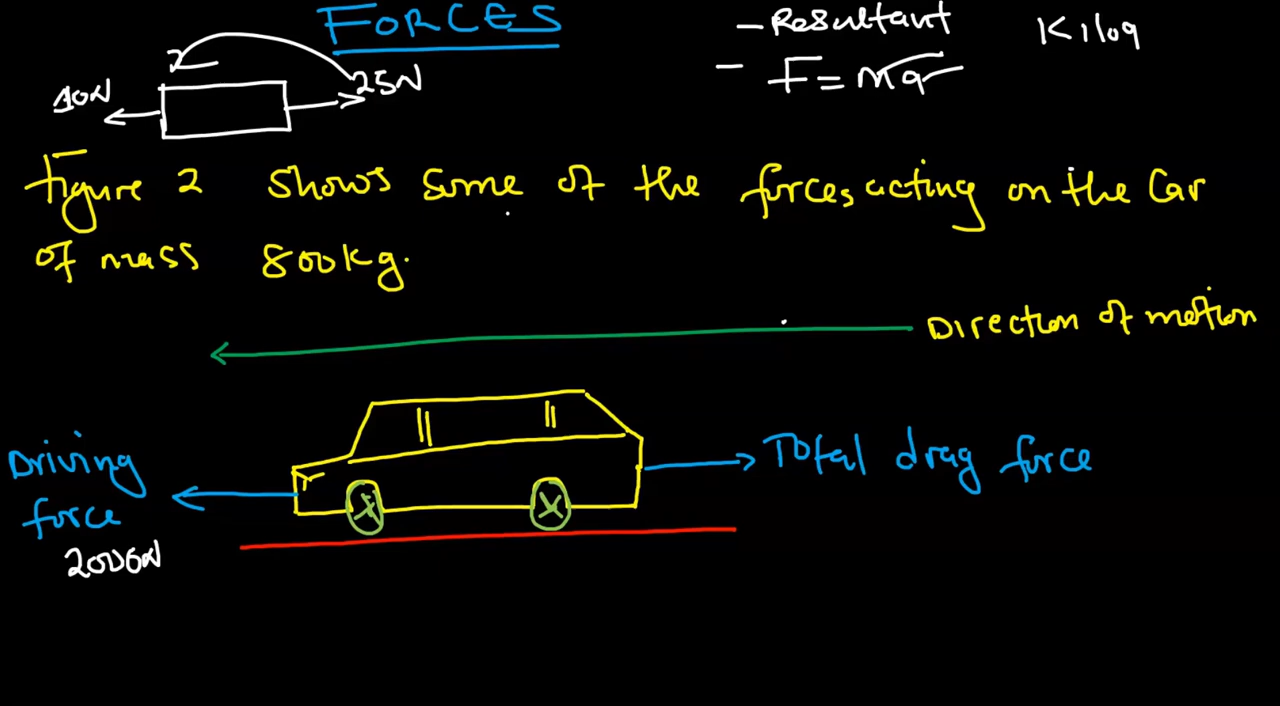 FORCES
- Resultant
Kilog
- F = ma
10N
25N
Figure 2 shows some of the forces acting on the Car
of mass 800kg.
Direction of motion
Driving
force
Total drag force